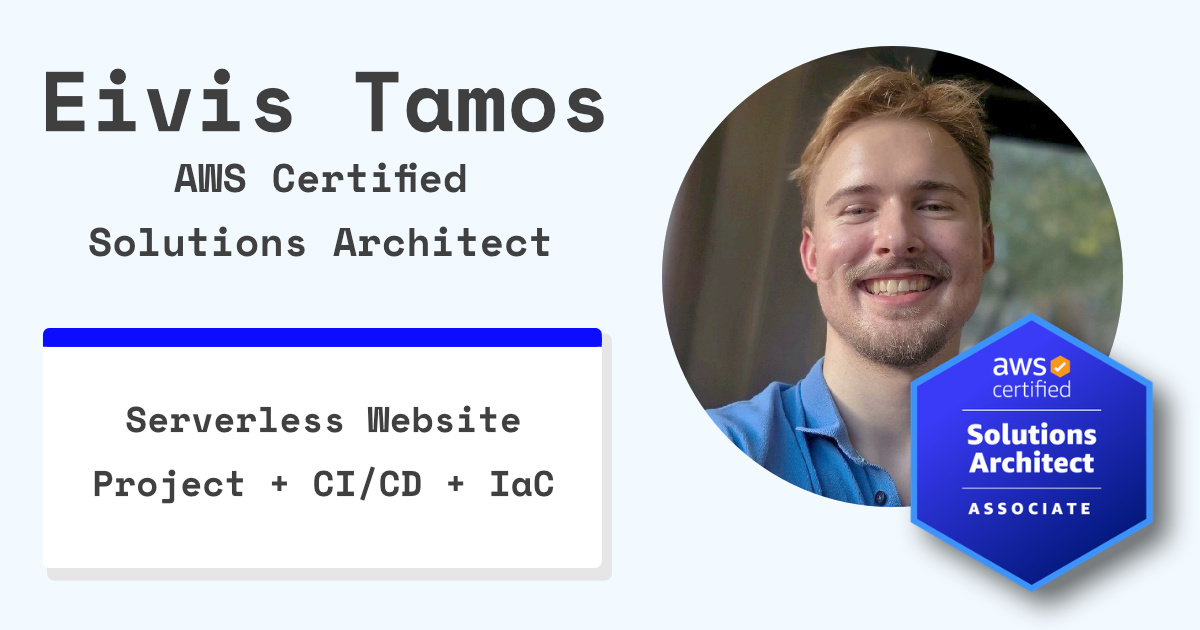 Eivis Tamos
AWS Certified
Solutions Architect
Serverless Website
Project + CI/CD + IaC
aws
certified
Solutions
Architect
ASSOCIATE